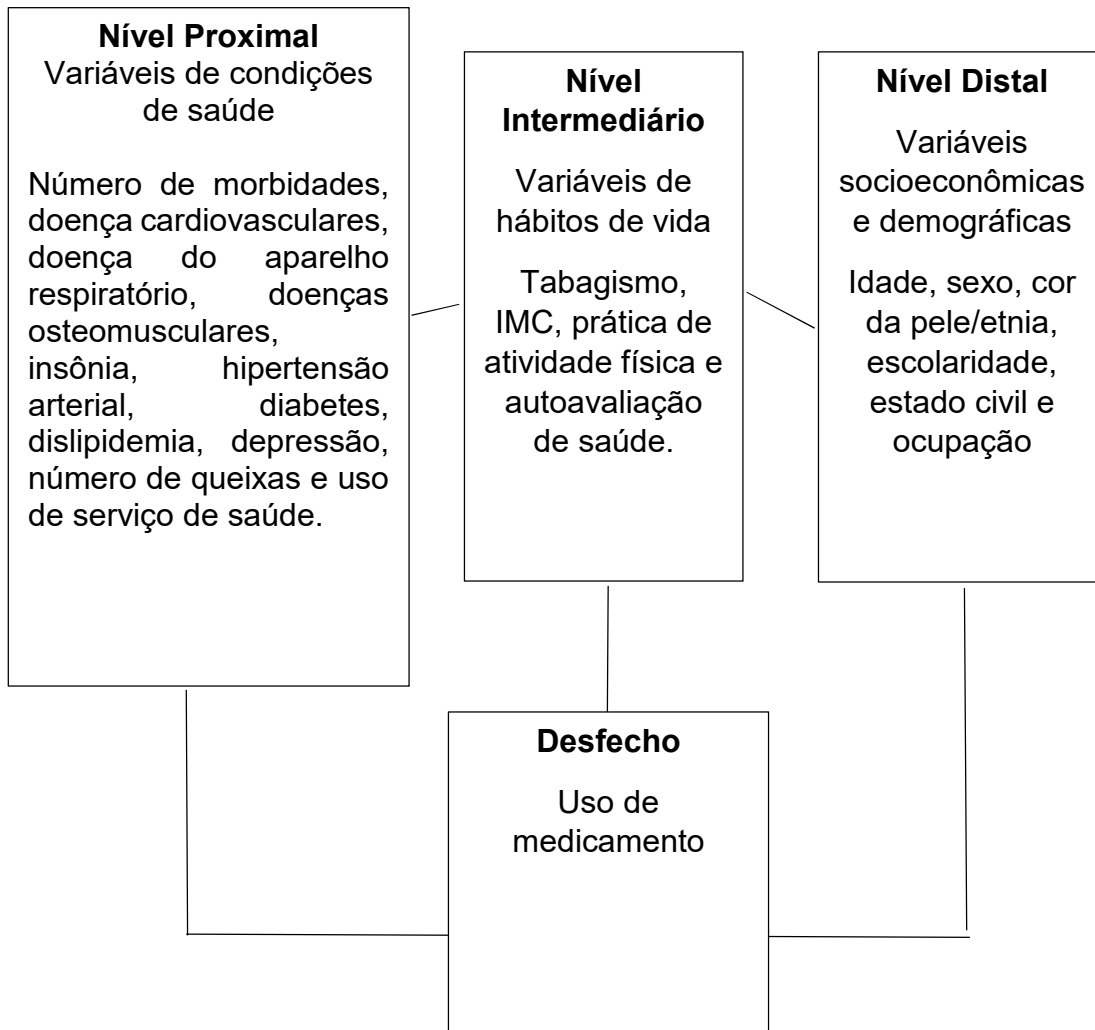 Nível Proximal
Variáveis de condições
de saúde
Número de morbidades,
doença cardiovasculares,
doença do aparelho
respiratório, doenças
osteomusculares,
insônia, hipertensão
arterial, diabetes,
dislipidemia, depressão,
número de queixas e uso
de serviço de saúde.
Nível
Intermediário
Variáveis de
hábitos de vida
Tabagismo,
IMC, prática de
atividade física e
autoavaliação
de saúde.
Nível Distal
Variáveis
socioeconômicas
e demográficas
Idade, sexo, cor
da pele/etnia,
escolaridade,
estado civil e
ocupação
Desfecho
Uso de
medicamento